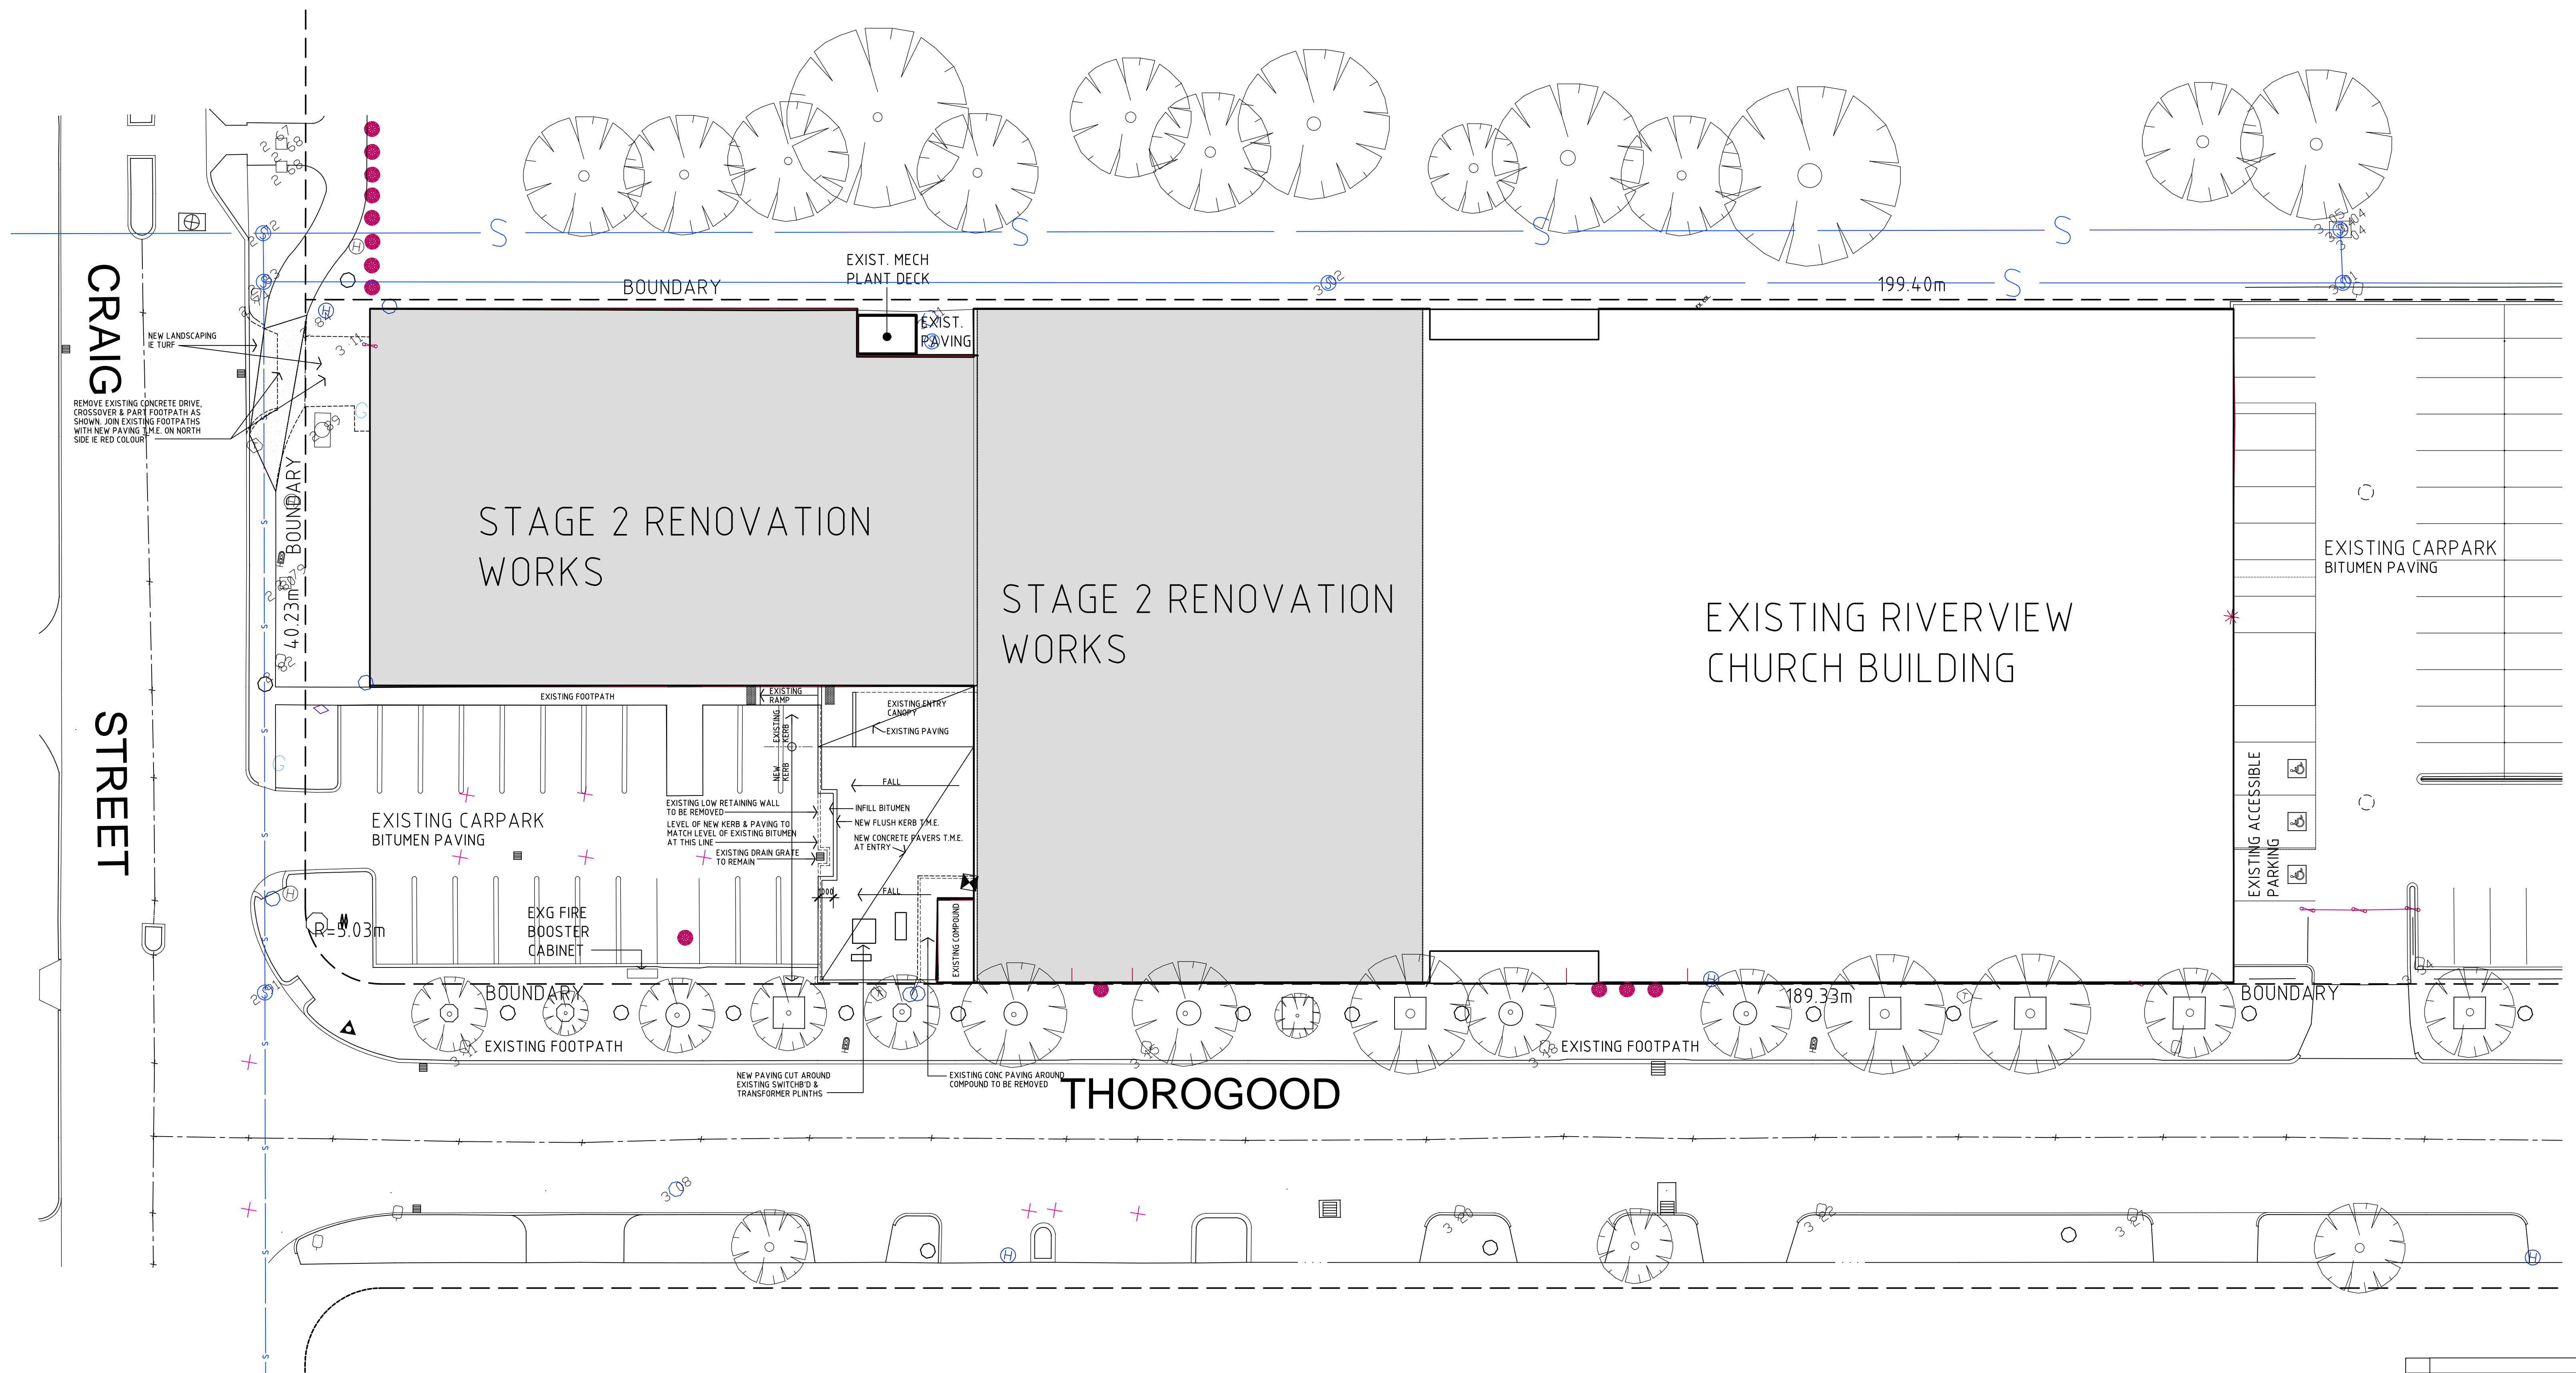 EXIST. MECH
PLANT DECK
BOUNDARY
199.40m
EXIST.
PAVING
CRAIG
STREET
NEW LANDSCAPING
IE TURF
REMOVE EXISTING CONCRETE DRIVE,
CROSSOVER & PART FOOTPATH AS
SHOWN. JOIN EXISTING FOOTPATHS
WITH NEW PAVING T.M.E. ON NORTH
SIDE IE RED COLOUR
BOUNDARY
40.23m
STAGE 2 RENOVATION
WORKS
STAGE 2 RENOVATION
WORKS
EXISTING RIVERVIEW
CHURCH BUILDING
EXISTING CARPARK
BITUMEN PAVING
EXISTING FOOTPATH
EXISTING
RAMP
EXISTING
KERB
NEW
KERB
EXISTING ENTRY
CANOPY
EXISTING PAVING
FALL
EXISTING LOW RETAINING WALL
TO BE REMOVED
LEVEL OF NEW KERB & PAVING TO
MATCH LEVEL OF EXISTING BITUMEN
AT THIS LINE
EXISTING DRAIN GRATE
TO REMAIN
INFILL BITUMEN
NEW FLUSH KERB T.M.E.
NEW CONCRETE PAVERS T.M.E.
AT ENTRY
EXISTING CARPARK
BITUMEN PAVING
FALL
1000
EXISTING COMPOUND
EXISTING ACCESSIBLE
PARKING
R=5.03m
EXG FIRE
BOOSTER
CABINET
BOUNDARY
189.33m
BOUNDARY
EXISTING FOOTPATH
EXISTING FOOTPATH
NEW PAVING CUT AROUND
EXISTING SWITCHB'D &
TRANSFORMER PLINTHS
EXISTING CONC PAVING AROUND
COMPOUND TO BE REMOVED
THOROGOOD
S
S
S
S
S
G
G
3.08